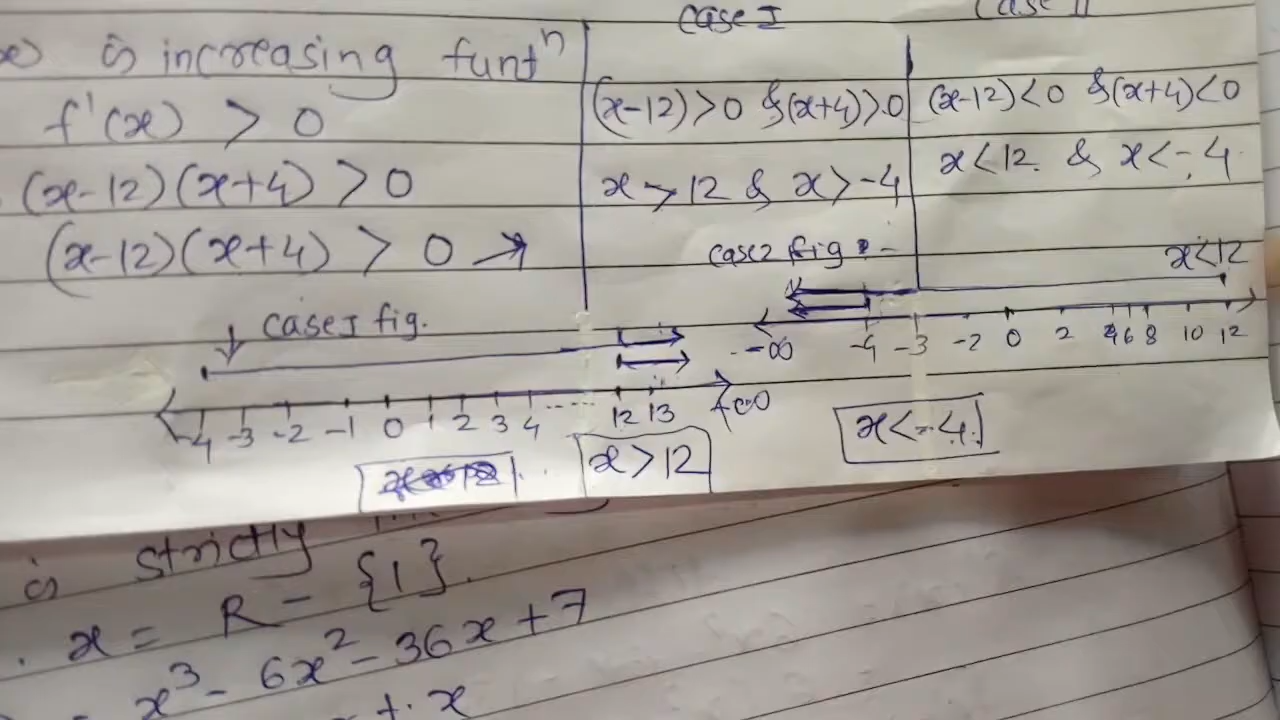 is increasing funtⁿ
f'(x) > 0
(x-12)(x+4) > 0
(x-12)(x+4) > 0 →
case I
(x-12)>0 &(x+4)>0
x > 12 & x > -4
Case II
(x-12)<0 &(x+4)<0
x < 12 & x < -4
case I fig.
-4 -3 -2 -1 0 1 2 3 4 ...... 12 13 +∞
x > 12
case2 fig -
x<12
-∞ -4 -3 -2 0 2 4 6 8 10 12
x < -4
is strictly
x = R - {1}.
x³ - 6x² - 36x + 7
x